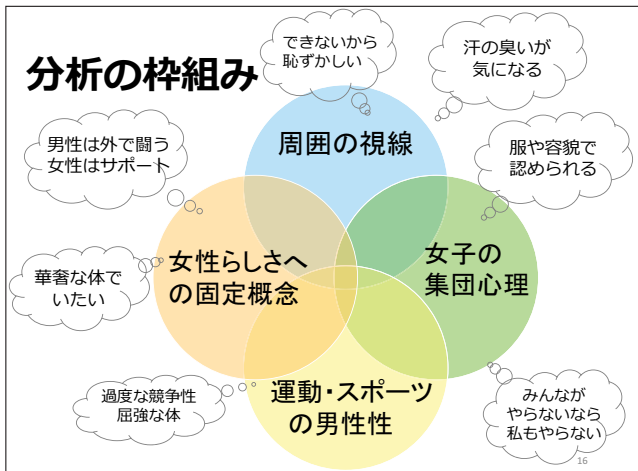 分析の枠組み
できないから
恥ずかしい
汗の臭いが
気になる
男性は外で闘う
女性はサポート
周囲の視線
服や容貌で
認められる
女性らしさへ
の固定概念
女子の
集団心理
華奢な体で
いたい
過度な競争性
屈強な体
運動・スポーツ
の男性性
みんなが
やらないなら
私もやらない
16